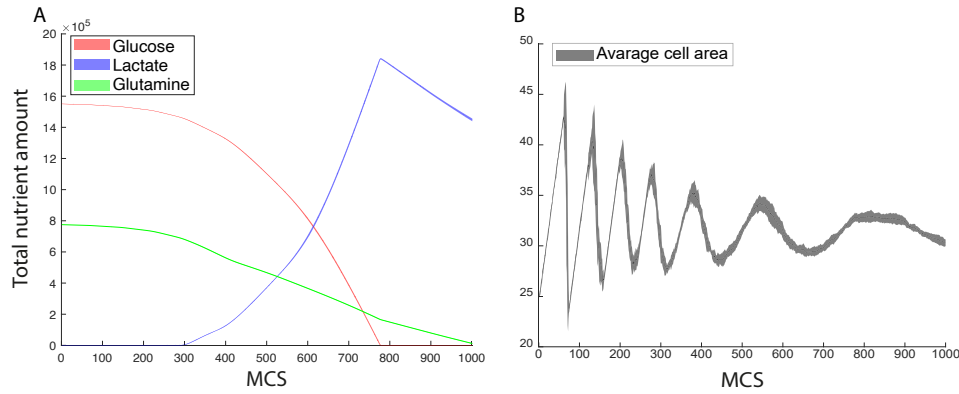 A
×10⁵
Total nutrient amount
20
18
16
14
12
10
8
6
4
2
0
Glucose
Lactate
Glutamine
0 100 200 300 400 500 600 700 800 900 1000
MCS
B
50
45
40
35
30
25
20
Avarage cell area
0 100 200 300 400 500 600 700 800 900 1000
MCS